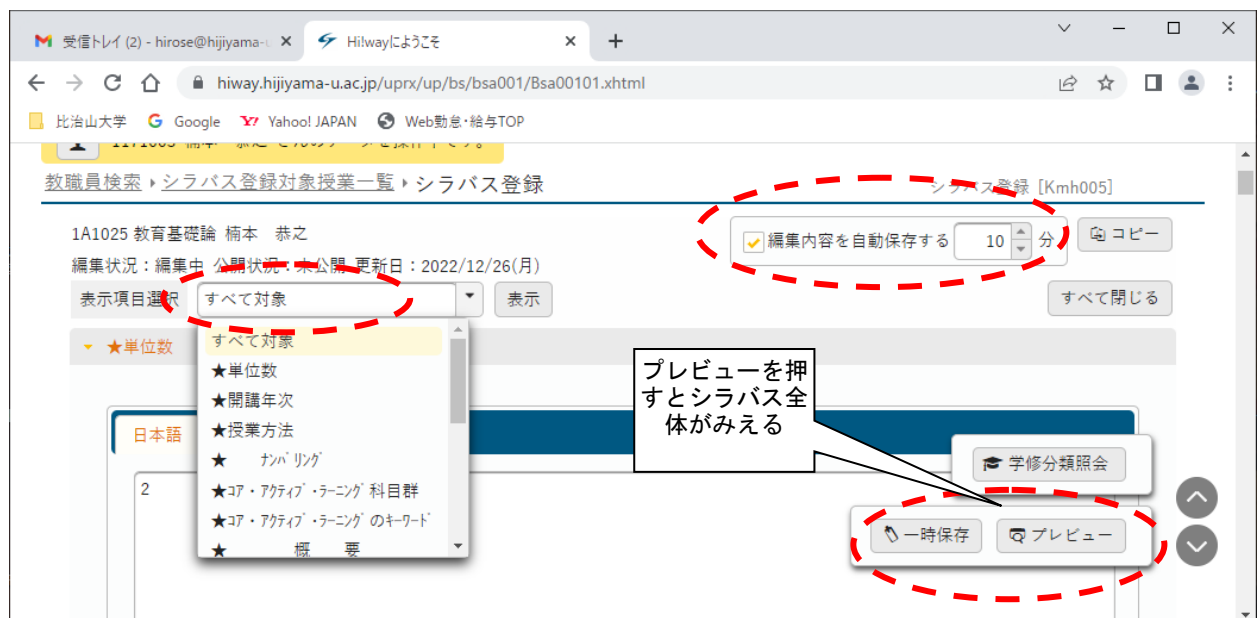 受信トレイ (2) - hirose@hijiyama-u
Hi!wayにようこそ
hiway.hijiyama-u.ac.jp/uprx/up/bs/bsa001/Bsa00101.xhtml
比治山大学 Google Yahoo! JAPAN Web勤怠・給与TOP
教職員検索 シラバス登録対象授業一覧 シラバス登録
シラバス登録 [Kmh005]
1A1025 教育基礎論 楠本 恭之
編集内容を自動保存する 10 分
コピー
編集状況：編集中 公開状況：未公開 更新日：2022/12/26(月)
表示項目選択 すべて対象 表示
すべて閉じる
★単位数
すべて対象
★単位数
★開講年次
★授業方法
★ ﾅﾝﾊﾞﾘﾝｸﾞ
★ｺｱ・ｱｸﾃｨﾌﾞ・ﾗｰﾆﾝｸﾞ科目群
★ｺｱ・ｱｸﾃｨﾌﾞ・ﾗｰﾆﾝｸﾞのｷｰﾜｰﾄﾞ
★ 概 要
プレビューを押
すとシラバス全
体がみえる
日本語
2
学修分類照会
一時保存 プレビュー